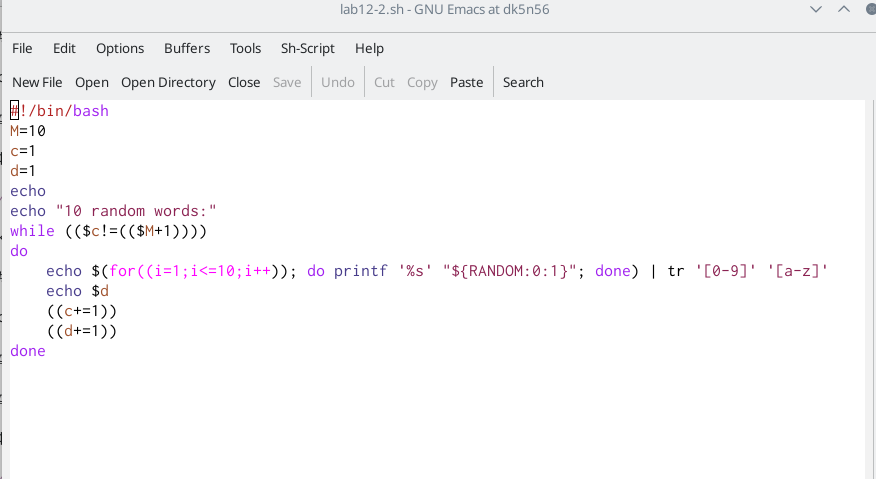 lab12-2.sh - GNU Emacs at dk5n56
File Edit Options Buffers Tools Sh-Script Help
New File Open Open Directory Close Save Undo Cut Copy Paste Search
#!/bin/bash
M=10
c=1
d=1
echo
echo "10 random words:"
while (($c!=(($M+1))))
do
    echo $(for((i=1;i<=10;i++)); do printf '%s' "${RANDOM:0:1}"; done) | tr '[0-9]' '[a-z]'
    echo $d
    ((c+=1))
    ((d+=1))
done